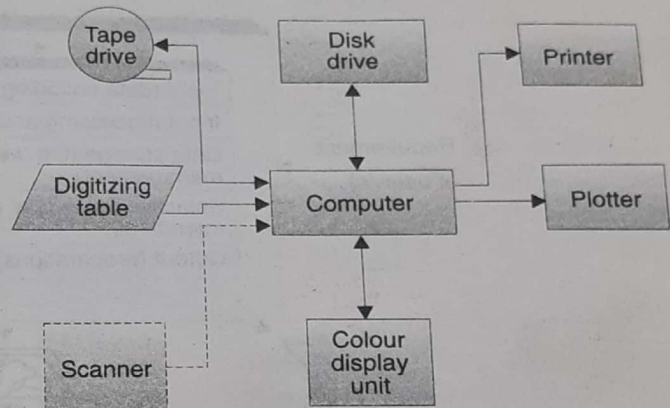 Tape
drive
Disk
drive
Printer
Digitizing
table
Computer
Plotter
Scanner
Colour
display
unit